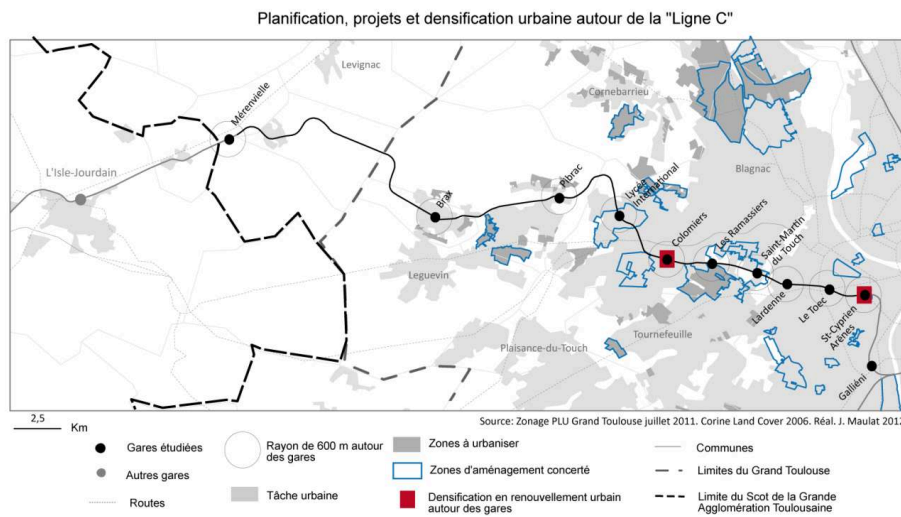 Planification, projets et densification urbaine autour de la "Ligne C"
Levignac
Mérenvielle
Cornebarrieu
L'Isle-Jourdain
Blagnac
Brax
Pibrac
Lycée
International
Colomiers
Les Ramassiers
Saint-Martin
du Touch
Leguevin
Lardenne
Le Toec
St-Cyprien
Arênes
Tournefeuille
Plaisance-du-Touch
Galliéni
2,5
Km
Source: Zonage PLU Grand Toulouse juillet 2011. Corine Land Cover 2006. Réal. J. Maulat 2012
Gares étudiées
Autres gares
Routes
Rayon de 600 m autour
des gares
Tâche urbaine
Zones à urbaniser
Zones d'aménagement concerté
Densification en renouvellement urbain
autour des gares
Communes
Limites du Grand Toulouse
Limite du Scot de la Grande
Agglomération Toulousaine